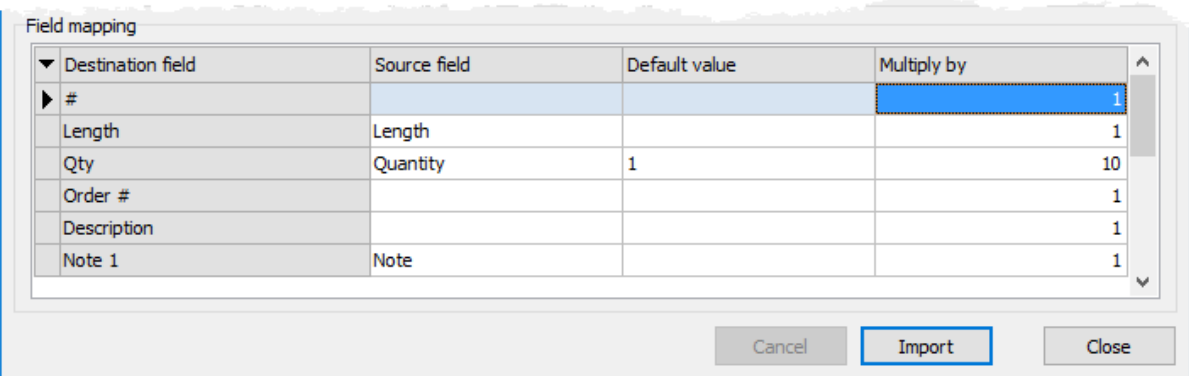 Field mapping
Destination field Source field Default value Multiply by
# 1
Length Length 1
Qty Quantity 1 10
Order # 1
Description 1
Note 1 Note 1
Cancel Import Close